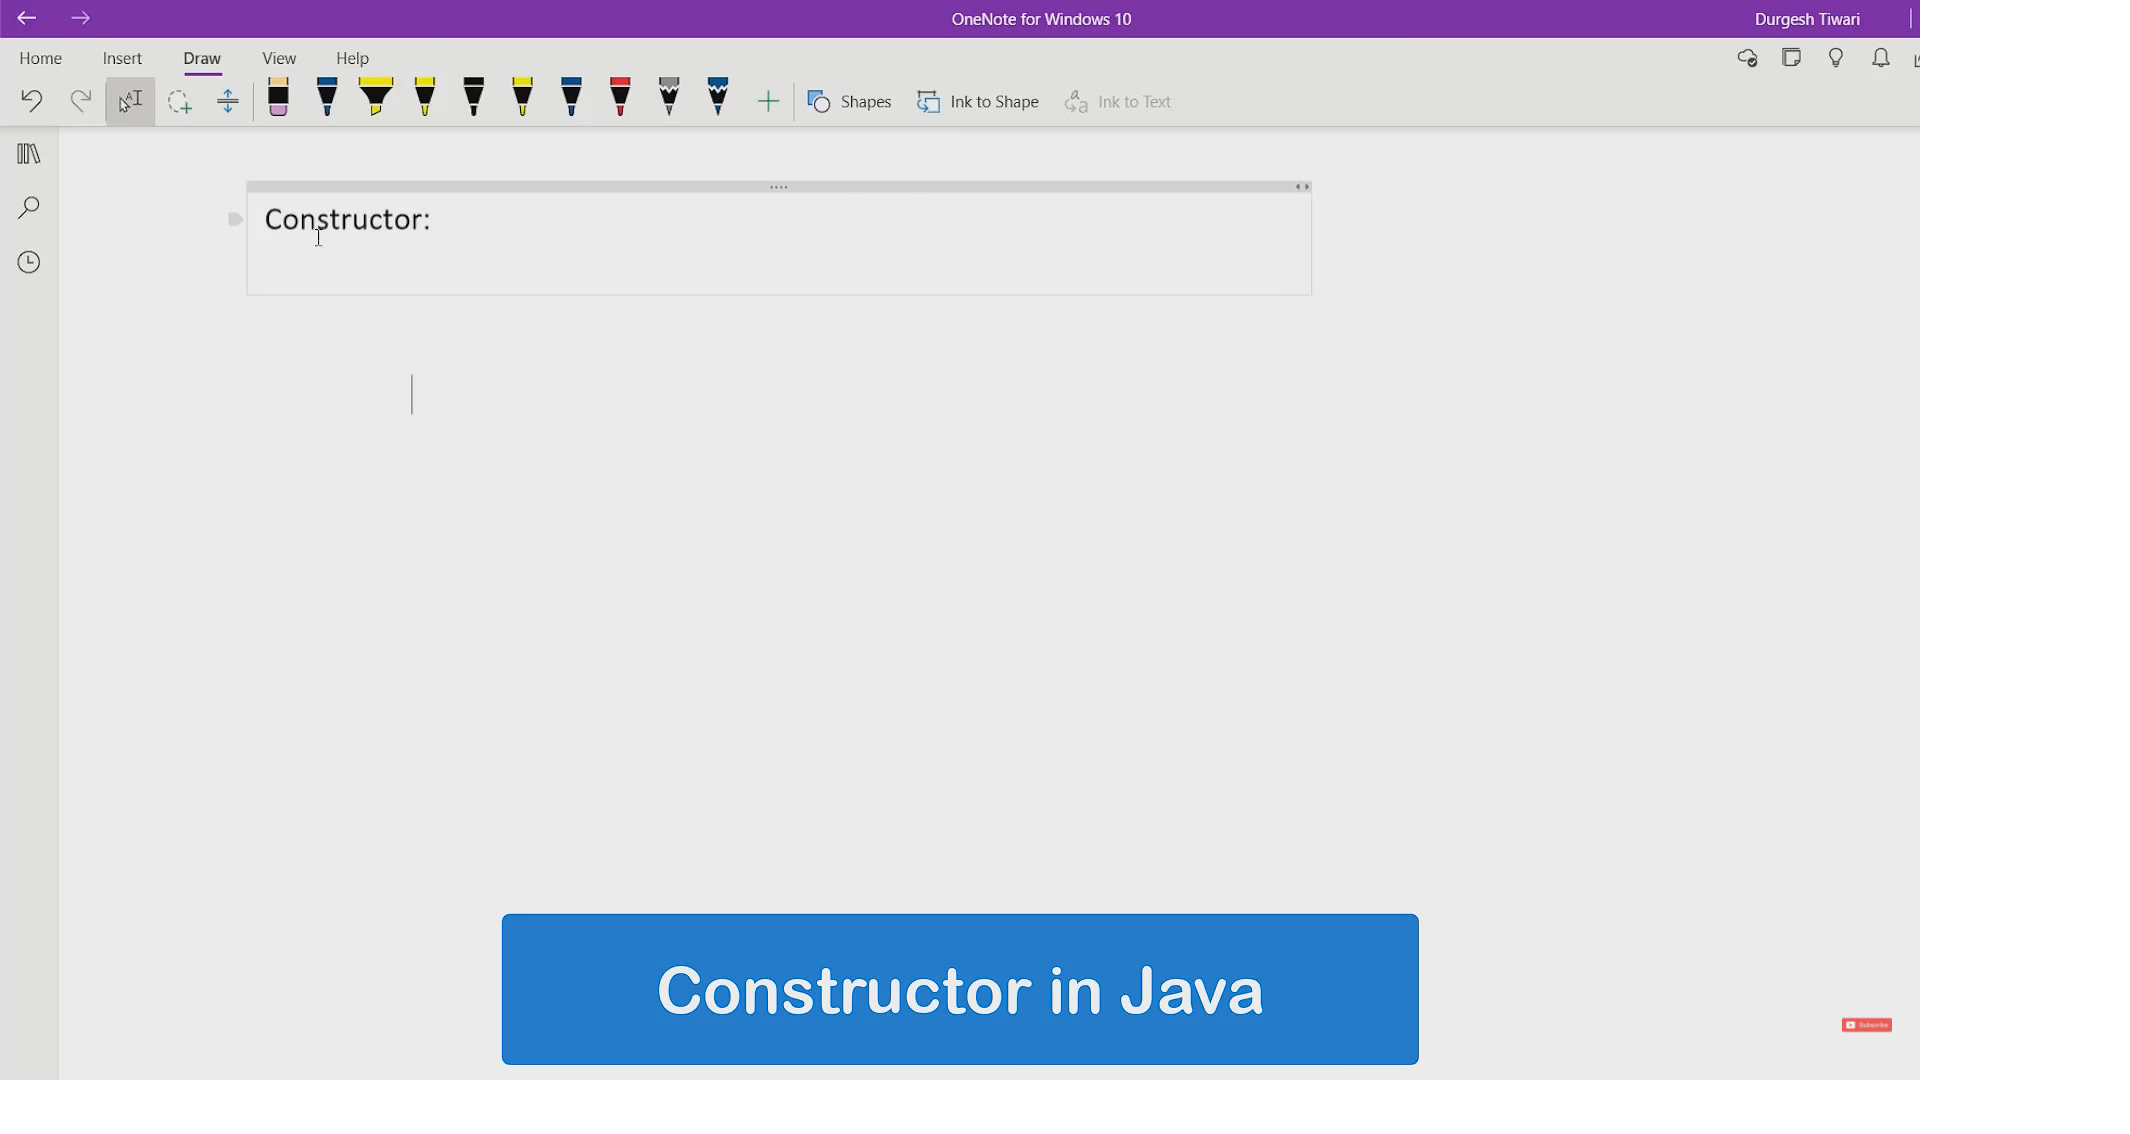 OneNote for Windows 10
Durgesh Tiwari
Home Insert Draw View Help
Shapes Ink to Shape Ink to Text
Constructor:
Constructor in Java
Subscribe